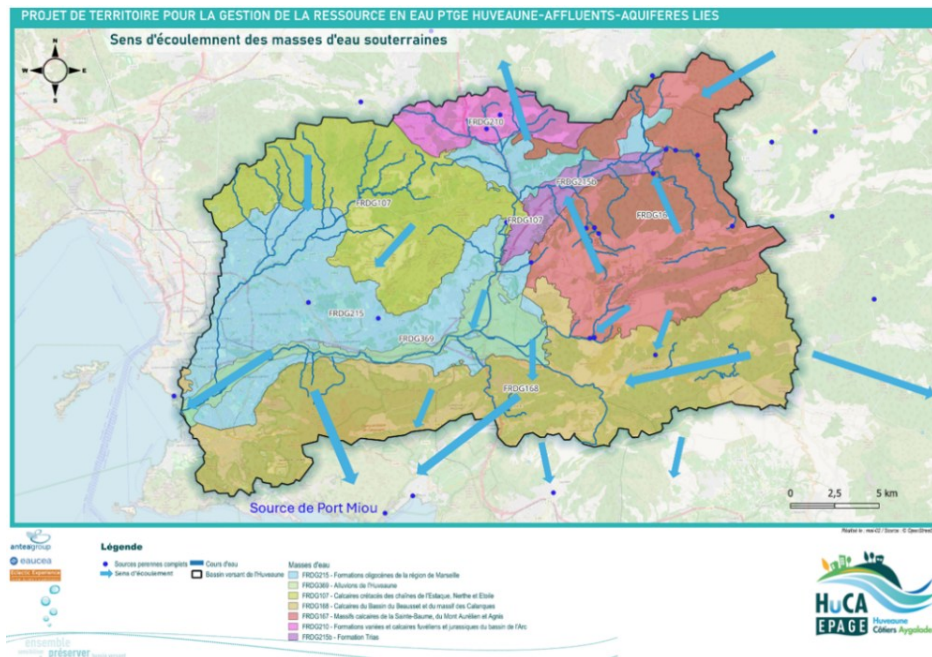 PROJET DE TERRITOIRE POUR LA GESTION DE LA RESSOURCE EN EAU PTGE HUVEAUNE-AFFLUENTS-AQUIFERES LIES
Sens d'écoulemnent des masses d'eau souterraines
N
W
E
S
FRDG210
FRDG215b
FRDG107
FRDG107
FRDG16
FRDG215
FRDG369
FRDG168
0 2,5 5 km
Source de Port Miou
anteagroup
eaucea
Légende
Sources perennes complets
Cours d'eau
Sens d'écoulement
Bassin versant de l'Huveaune
Masses d'eau
FRDG215 - Formations oligocènes de la région de Marseille
FRDG369 - Alluvions de l'Huveaune
FRDG107 - Calcaires crétacés des chaînes de l'Estaque, Nerthe et Etoile
FRDG168 - Calcaires du Bassin du Beausset et du massif des Calanques
FRDG167 - Massifs calcaires de la Sainte-Baume, du Mont Aurélien et Agnis
FRDG210 - Formations variées et calcaires fuvéliens et jurassiques du bassin de l'Arc
FRDG215b - Formation Trias
HuCA
EPAGE
Huveaune
Côtiers Aygalades
ensemble
préserver